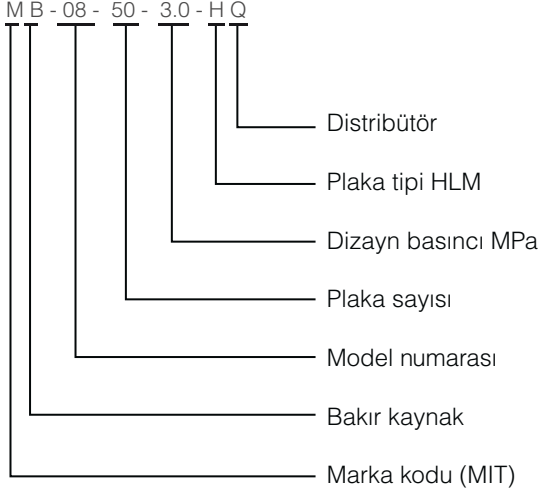 M B - 08 - 50 - 3.0 - H Q
Distribütör
Plaka tipi HLM
Dizayn basıncı MPa
Plaka sayısı
Model numarası
Bakır kaynak
Marka kodu (MIT)